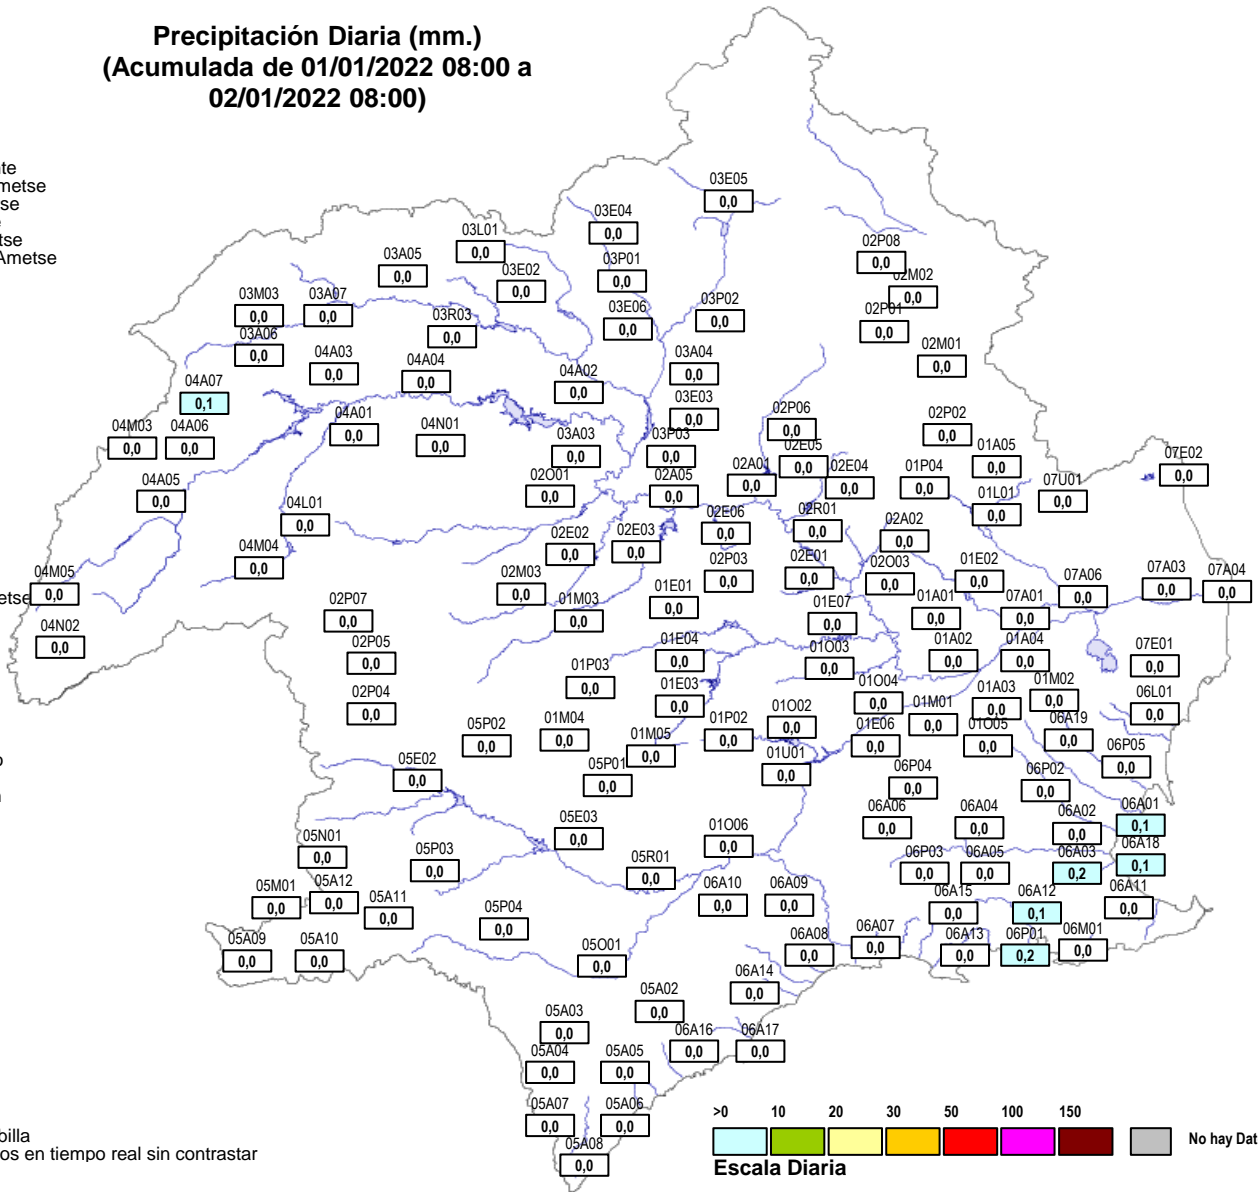 Precipitación Diaria (mm.)
(Acumulada de 01/01/2022 08:00 a
02/01/2022 08:00)
nte
metse
se
e
tse
Ametse
03E05
0,0
03E04
0,0
03L01
0,0
03A05
0,0
03E02
0,0
03P01
0,0
02P08
0,0
02M02
0,0
03M03
0,0
03A07
0,0
03R03
0,0
03E06
0,0
03P02
0,0
02P01
0,0
03A06
0,0
04A03
0,0
04A04
0,0
04A02
0,0
03A04
0,0
02M01
0,0
04A07
0,1
03E03
0,0
04M03
0,0
04A06
0,0
04A01
0,0
04N01
0,0
03A03
0,0
03P03
0,0
02P06
0,0
02P02
0,0
02E05
0,0
01A05
0,0
07E02
0,0
04A05
0,0
02O01
0,0
02A05
0,0
02A01
0,0
02E04
0,0
01P04
0,0
07U01
0,0
04L01
0,0
01L01
0,0
02E06
0,0
02R01
0,0
02A02
0,0
02E02
0,0
02E03
0,0
04M04
0,0
04M05
0,0
etse
02M03
0,0
02P03
0,0
02E01
0,0
02O03
0,0
01E02
0,0
07A06
0,0
07A03
0,0
07A04
0,0
02P07
0,0
01M03
0,0
01E01
0,0
01E07
0,0
01A01
0,0
07A01
0,0
04N02
0,0
02P05
0,0
01E04
0,0
01O03
0,0
01A02
0,0
01A04
0,0
07E01
0,0
01P03
0,0
01E03
0,0
01O04
0,0
01A03
0,0
01M02
0,0
06L01
0,0
02P04
0,0
05P02
0,0
01M04
0,0
01M05
0,0
01P02
0,0
01O02
0,0
01E06
0,0
01M01
0,0
01O05
0,0
06A19
0,0
06P05
0,0
05E02
0,0
05P01
0,0
01U01
0,0
06P04
0,0
06P02
0,0
05E03
0,0
01O06
0,0
06A06
0,0
06A04
0,0
06A02
0,0
06A01
0,1
05N01
0,0
05P03
0,0
05R01
0,0
06P03
0,0
06A05
0,0
06A03
0,2
06A18
0,1
05M01
0,0
05A12
0,0
05A11
0,0
05P04
0,0
06A10
0,0
06A09
0,0
06A15
0,0
06A12
0,1
06A11
0,0
05A09
0,0
05A10
0,0
05O01
0,0
06A08
0,0
06A07
0,0
06A13
0,0
06P01
0,2
06M01
0,0
06A14
0,0
05A02
0,0
05A03
0,0
06A16
0,0
06A17
0,0
05A04
0,0
05A05
0,0
05A07
0,0
05A06
0,0
05A08
0,0
billa
os en tiempo real sin contrastar
>0 10 20 30 50 100 150
No hay Dat
Escala Diaria